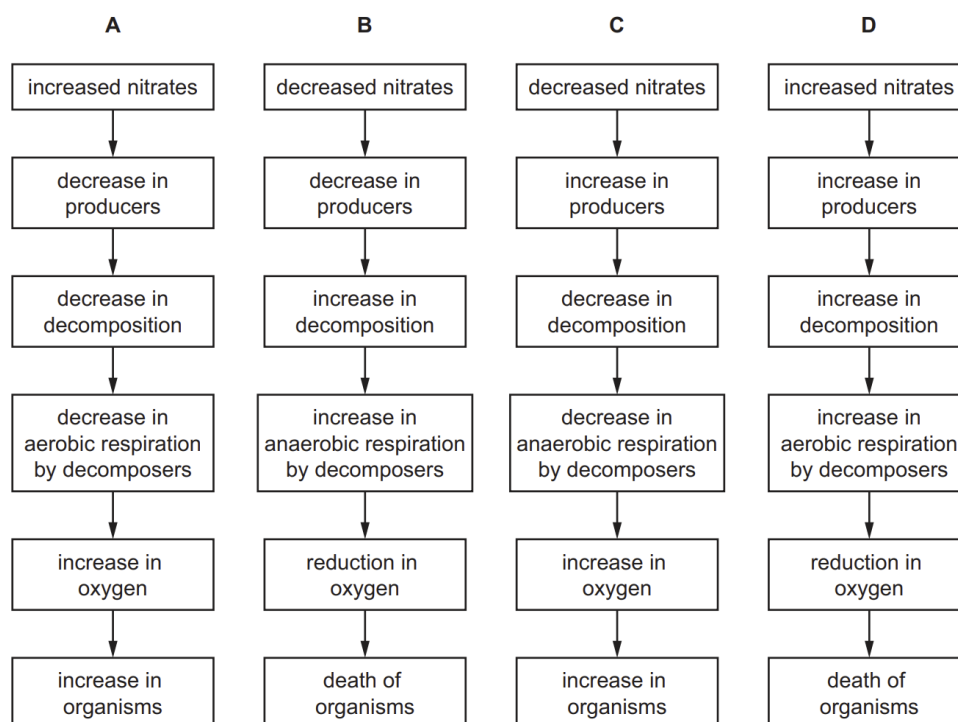 A
B
C
D
increased nitrates
decreased nitrates
decreased nitrates
increased nitrates
decrease in
producers
decrease in
producers
increase in
producers
increase in
producers
decrease in
decomposition
increase in
decomposition
decrease in
decomposition
increase in
decomposition
decrease in
aerobic respiration
by decomposers
increase in
anaerobic respiration
by decomposers
decrease in
anaerobic respiration
by decomposers
increase in
aerobic respiration
by decomposers
increase in
oxygen
reduction in
oxygen
increase in
oxygen
reduction in
oxygen
increase in
organisms
death of
organisms
increase in
organisms
death of
organisms